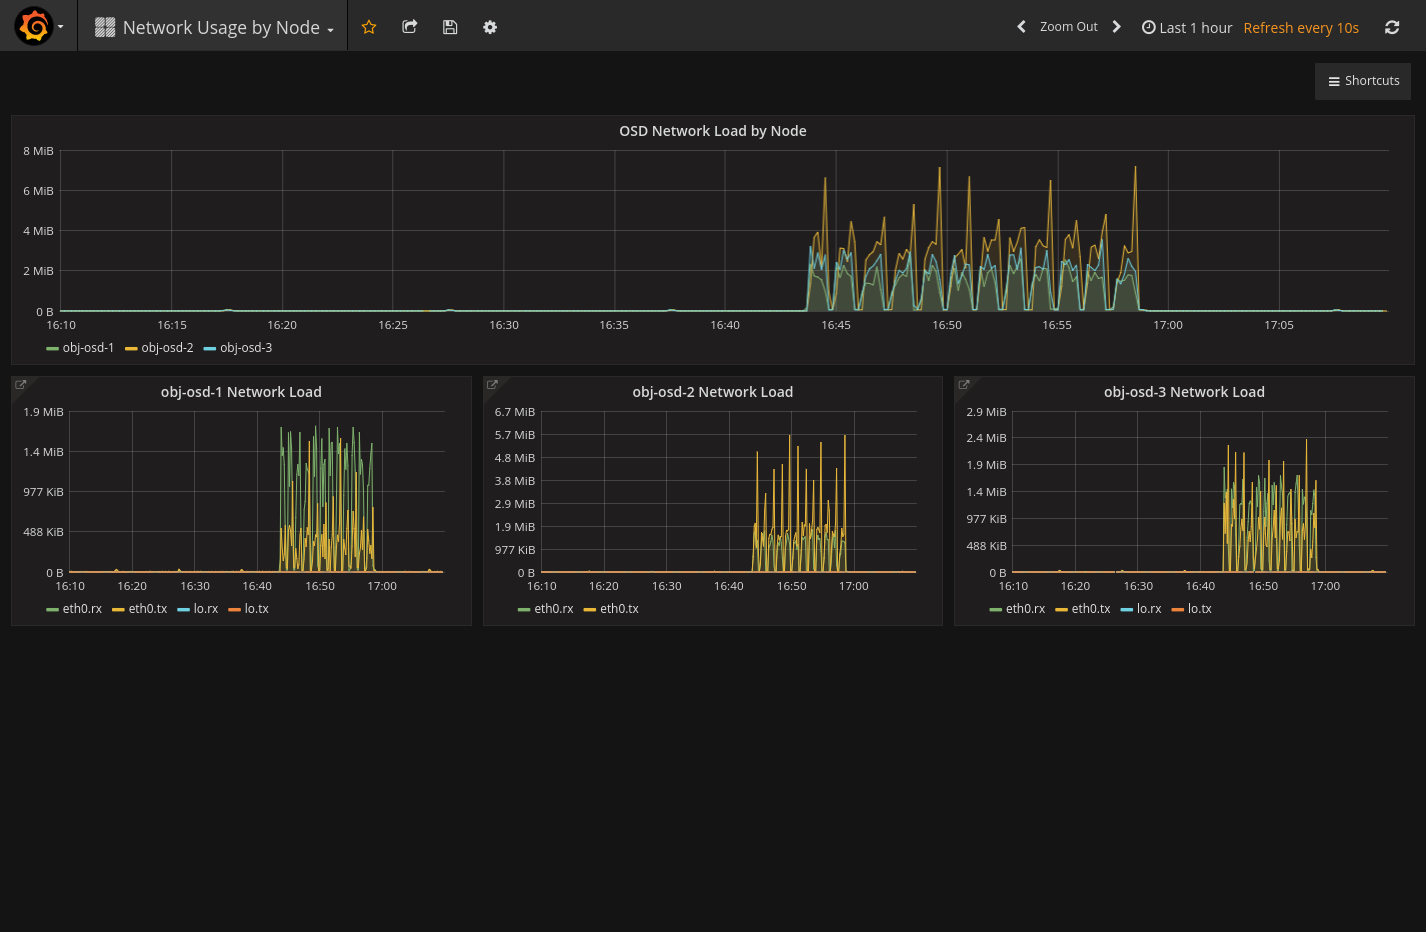 Network Usage by Node
Zoom Out Last 1 hour Refresh every 10s
Shortcuts
OSD Network Load by Node
8 MiB
6 MiB
4 MiB
2 MiB
0 B
16:10 16:15 16:20 16:25 16:30 16:35 16:40 16:45 16:50 16:55 17:00 17:05
obj-osd-1 obj-osd-2 obj-osd-3
obj-osd-1 Network Load
1.9 MiB
1.4 MiB
977 KiB
488 KiB
0 B
16:10 16:20 16:30 16:40 16:50 17:00
eth0.rx eth0.tx lo.rx lo.tx
obj-osd-2 Network Load
6.7 MiB
5.7 MiB
4.8 MiB
3.8 MiB
2.9 MiB
1.9 MiB
977 KiB
0 B
16:10 16:20 16:30 16:40 16:50 17:00
eth0.rx eth0.tx
obj-osd-3 Network Load
2.9 MiB
2.4 MiB
1.9 MiB
1.4 MiB
977 KiB
488 KiB
0 B
16:10 16:20 16:30 16:40 16:50 17:00
eth0.rx eth0.tx lo.rx lo.tx